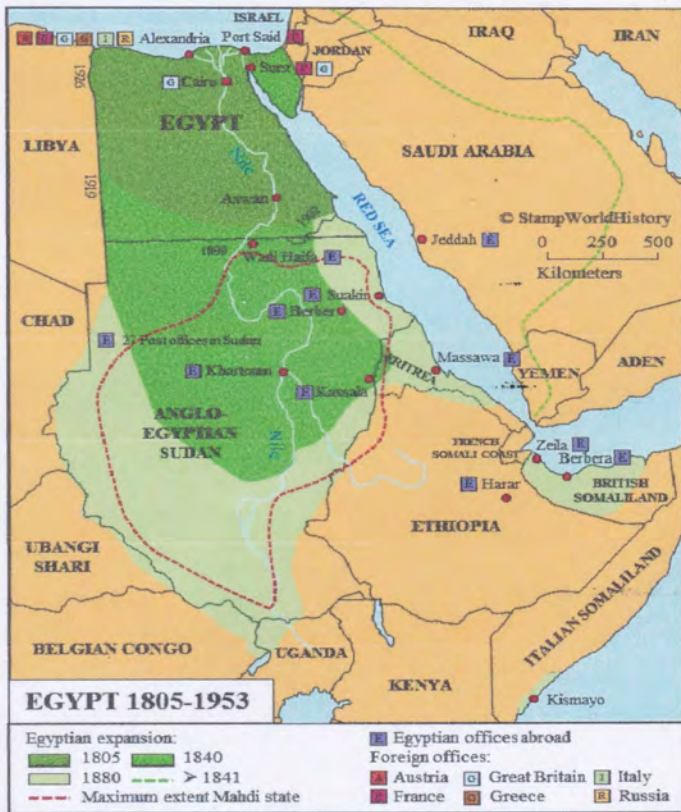 ISRAEL
IRAQ
IRAN
A F G G I R Alexandria
Port Said F
JORDAN
Suez F G
G Cairo
1926
EGYPT
LIBYA
SAUDI ARABIA
Nile
1919
Aswan
RED SEA
1902
© StampWorldHistory
1899
Wadi Halfa E
Jeddah E
0 250 500
Kilometers
E Suakin
CHAD
E Berber
E 27 Post offices in Sudan
Massawa E
ERITREA
YEMEN
ADEN
E Khartoum
E Kassala
ANGLO-
EGYPTIAN
SUDAN
Nile
FRENCH
SOMALI COAST
Zeila E
Berbera E
E Harar
BRITISH
SOMALILAND
ETHIOPIA
UBANGI
SHARI
ITALIAN SOMALILAND
BELGIAN CONGO
UGANDA
KENYA
Kismayo
EGYPT 1805-1953
Egyptian expansion:
1805 1840
1880 > 1841
Maximum extent Mahdi state
E Egyptian offices abroad
Foreign offices:
A Austria G Great Britain I Italy
F France G Greece R Russia